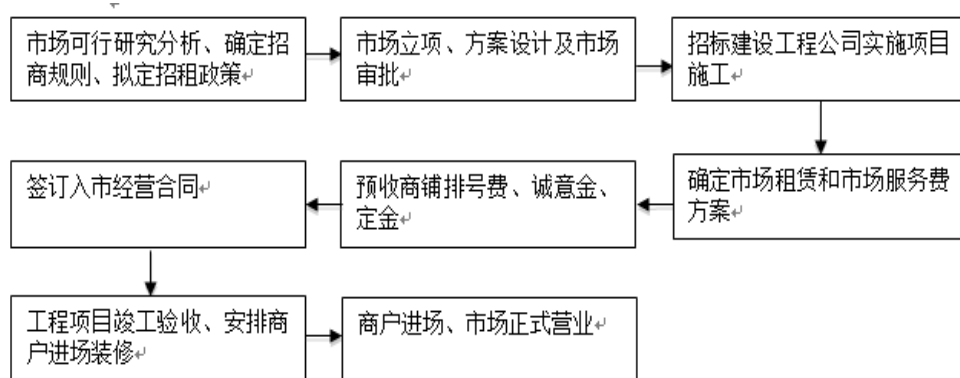 市场可行研究分析、确定招
商规则、拟定招租政策
市场立项、方案设计及市场
审批
招标建设工程公司实施项目
施工
确定市场租赁和市场服务费
方案
预收商铺排号费、诚意金、
定金
签订入市经营合同
工程项目竣工验收、安排商
户进场装修
商户进场、市场正式营业